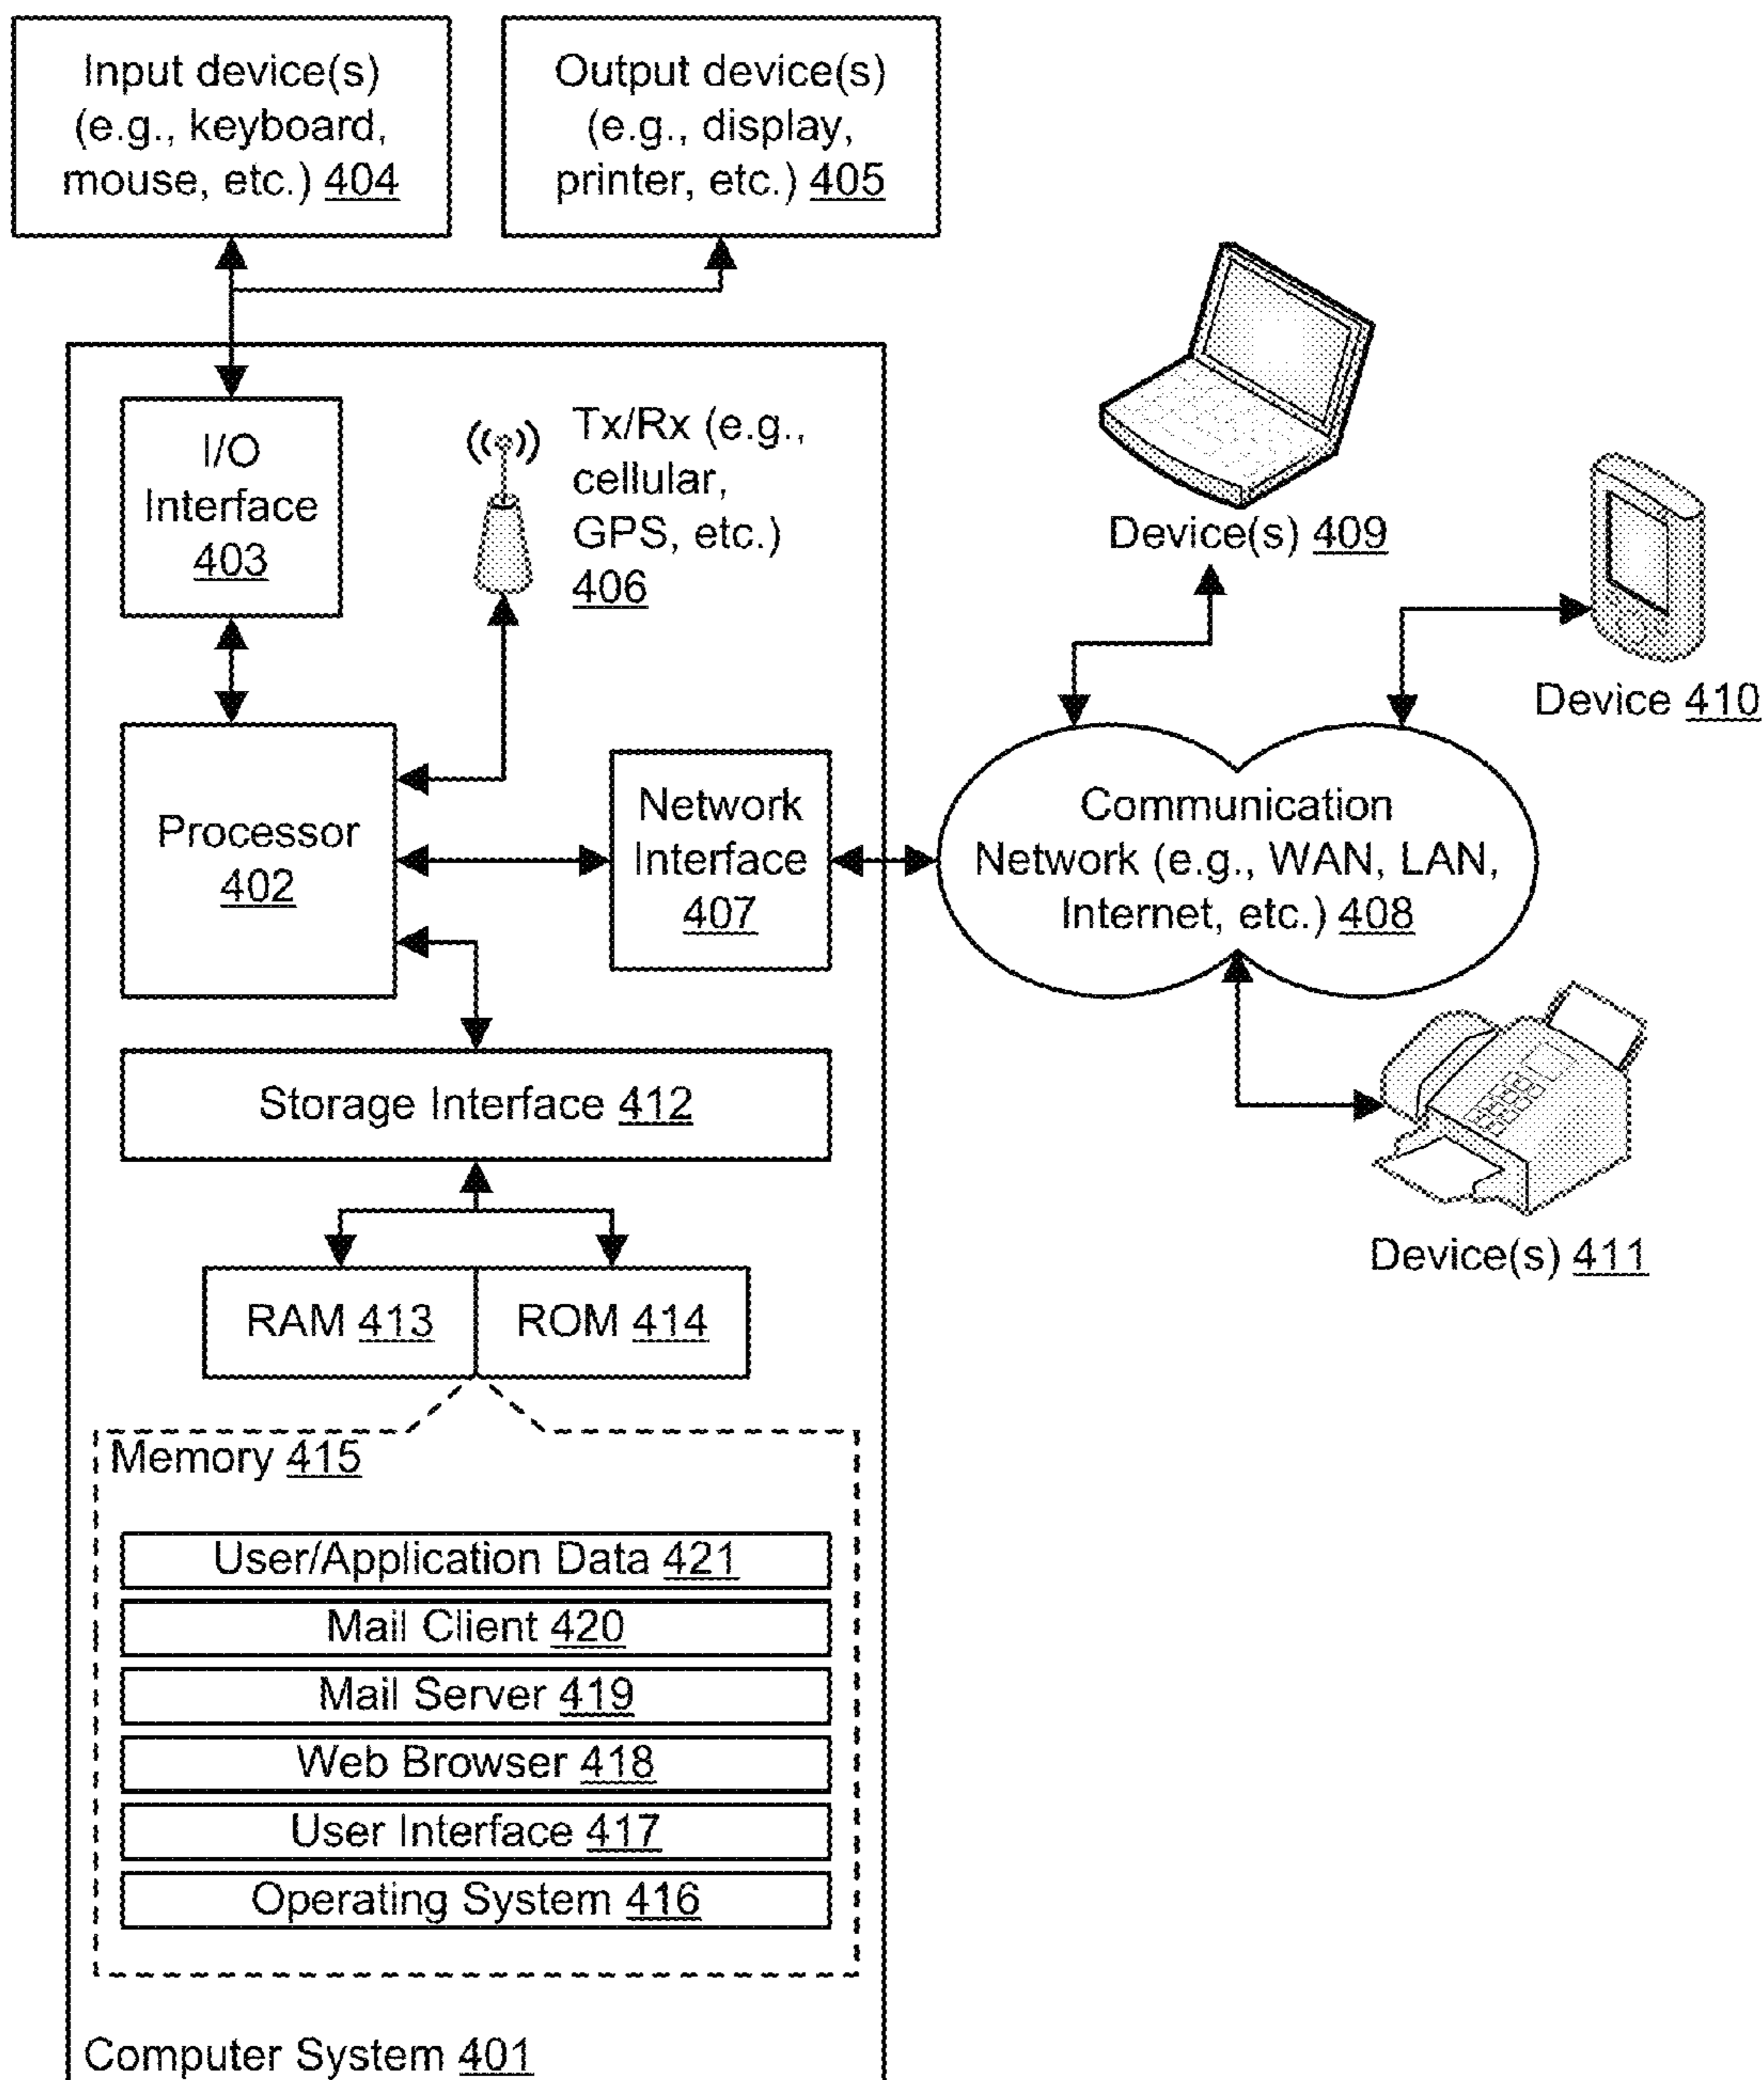 Input device(s)
(e.g., keyboard,
mouse, etc.) 404
Output device(s)
(e.g., display,
printer, etc.) 405
I/O
Interface
403
Tx/Rx (e.g.,
cellular,
GPS, etc.)
406
Device(s) 409
Device 410
Processor
402
Network
Interface
407
Communication
Network (e.g., WAN, LAN,
Internet, etc.) 408
Storage Interface 412
Device(s) 411
RAM 413
ROM 414
Memory 415
User/Application Data 421
Mail Client 420
Mail Server 419
Web Browser 418
User Interface 417
Operating System 416
Computer System 401